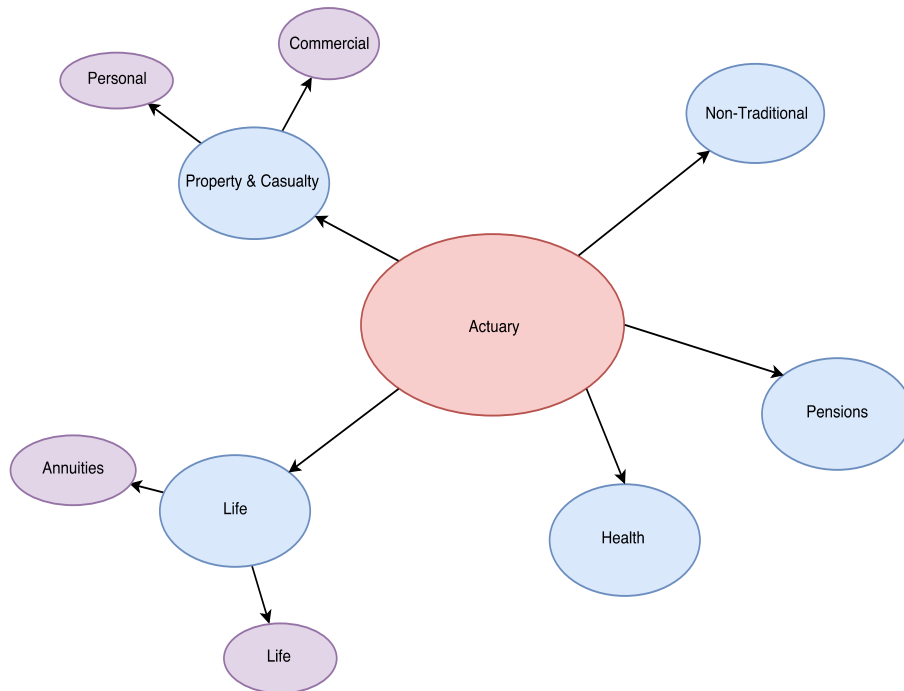 Commercial
Personal
Non-Traditional
Property & Casualty
Actuary
Pensions
Annuities
Life
Health
Life